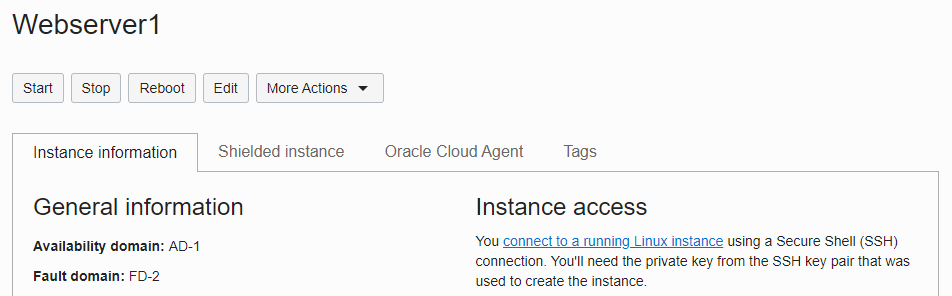 Webserver1
Start Stop Reboot Edit More Actions
Instance information Shielded instance Oracle Cloud Agent Tags
General information
Availability domain: AD-1
Fault domain: FD-2
Instance access
You connect to a running Linux instance using a Secure Shell (SSH)
connection. You'll need the private key from the SSH key pair that was
used to create the instance.